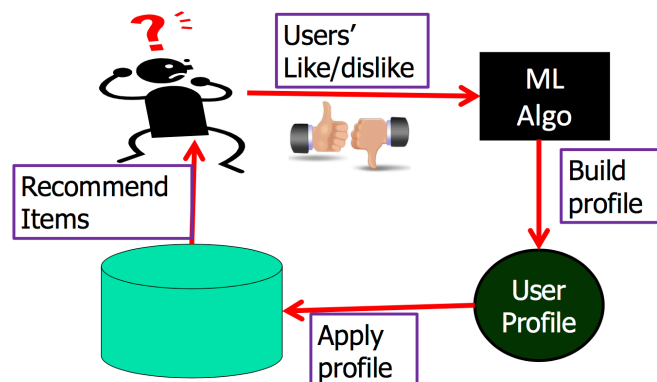 ?
Users'
Like/dislike
ML
Algo
Build
profile
User
Profile
Apply
profile
Recommend
Items